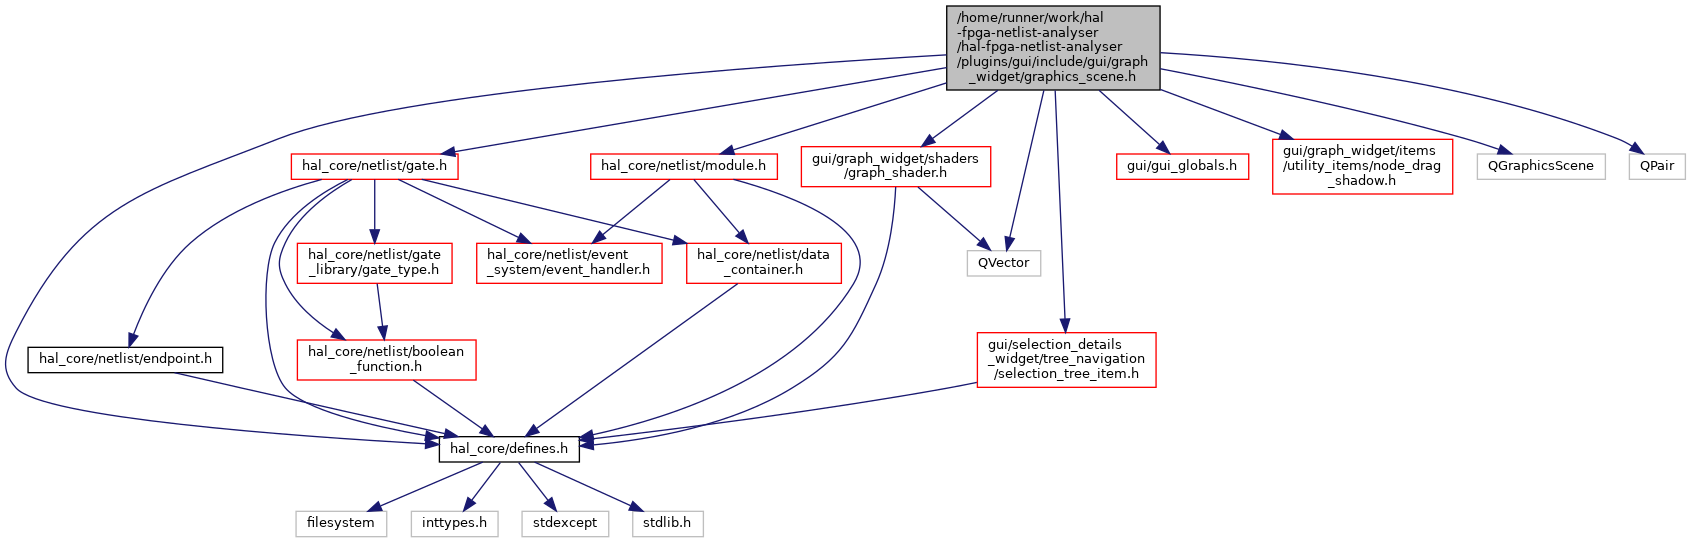 /home/runner/work/hal
-fpga-netlist-analyser
/hal-fpga-netlist-analyser
/plugins/gui/include/gui/graph
_widget/graphics_scene.h
hal_core/netlist/gate.h
hal_core/netlist/module.h
gui/graph_widget/shaders
/graph_shader.h
gui/gui_globals.h
gui/graph_widget/items
/utility_items/node_drag
_shadow.h
QGraphicsScene
QPair
hal_core/netlist/gate
_library/gate_type.h
hal_core/netlist/event
_system/event_handler.h
hal_core/netlist/data
_container.h
QVector
hal_core/netlist/endpoint.h
hal_core/netlist/boolean
_function.h
gui/selection_details
_widget/tree_navigation
/selection_tree_item.h
hal_core/defines.h
filesystem
inttypes.h
stdexcept
stdlib.h